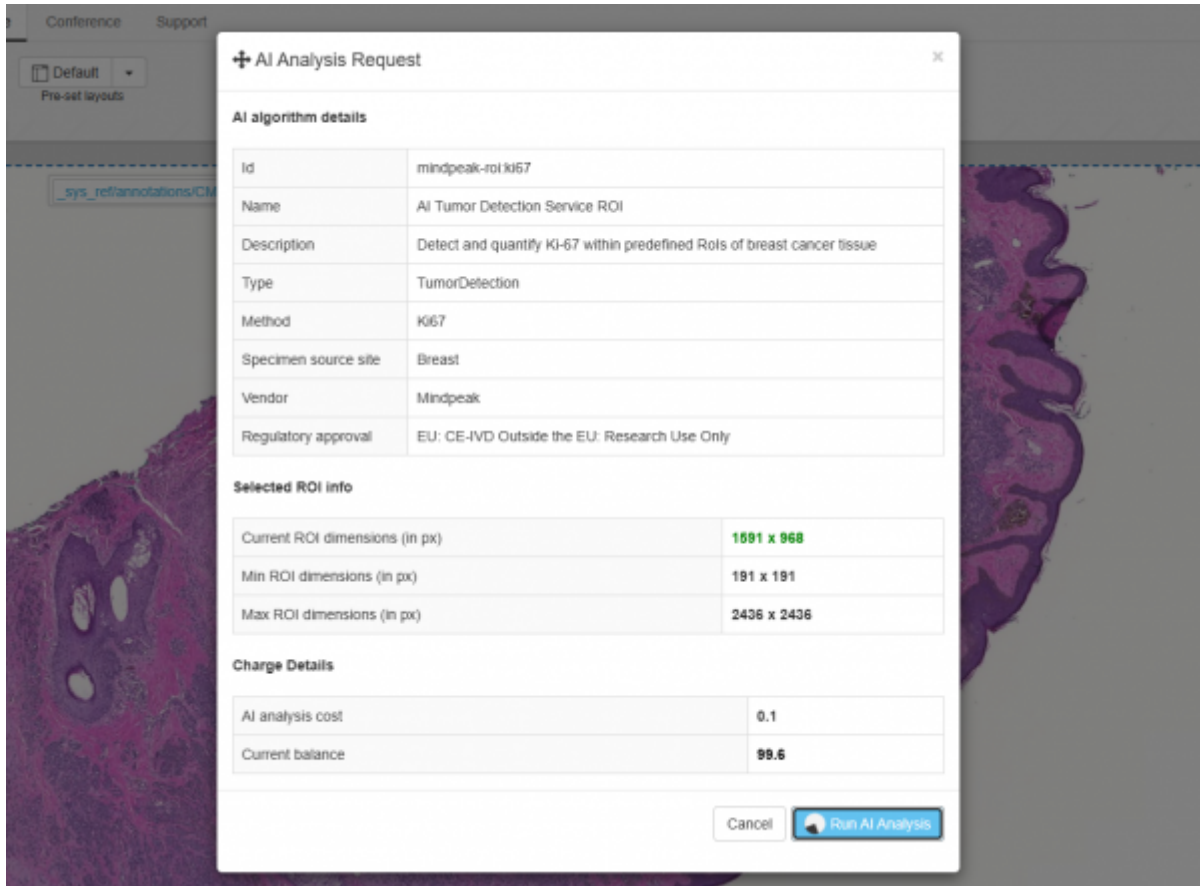 Conference Support
Default
Pre-set layouts
_sys_ref/annotations/CM
AI Analysis Request ×
AI algorithm details
Id mindpeak-roi:ki67
Name AI Tumor Detection Service ROI
Description Detect and quantify Ki-67 within predefined RoIs of breast cancer tissue
Type TumorDetection
Method Ki67
Specimen source site Breast
Vendor Mindpeak
Regulatory approval EU: CE-IVD Outside the EU: Research Use Only
Selected ROI info
Current ROI dimensions (in px) 1591 x 968
Min ROI dimensions (in px) 191 x 191
Max ROI dimensions (in px) 2436 x 2436
Charge Details
AI analysis cost 0.1
Current balance 99.6
Cancel Run AI Analysis